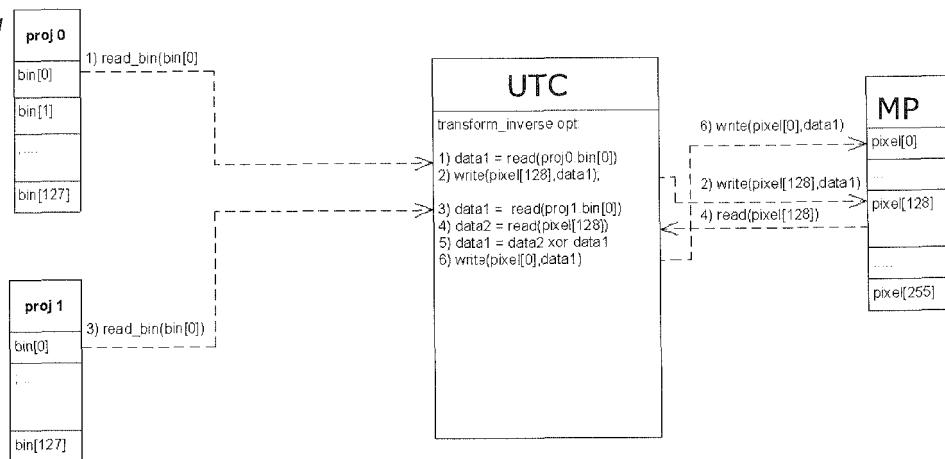 proj 0
bin[0]
bin[1]
;.....
bin[127]
1) read_bin(bin[0]
proj 1
bin[0]
;...
bin[127]
3) read_bin(bin[0])
UTC
transform_inverse opt:
1) data1 = read(proj0.bin[0])
2) write(pixel[128],data1);
3) data1 = read(proj1.bin[0])
4) data2 = read(pixel[128])
5) data1 = data2 xor data1
6) write(pixel[0],data1)
6) write(pixel[0],data1)
2) write(pixel[128],data1)
4) read(pixel[128])
MP
pixel[0]
....
pixel[128]
.....
pixel[255]